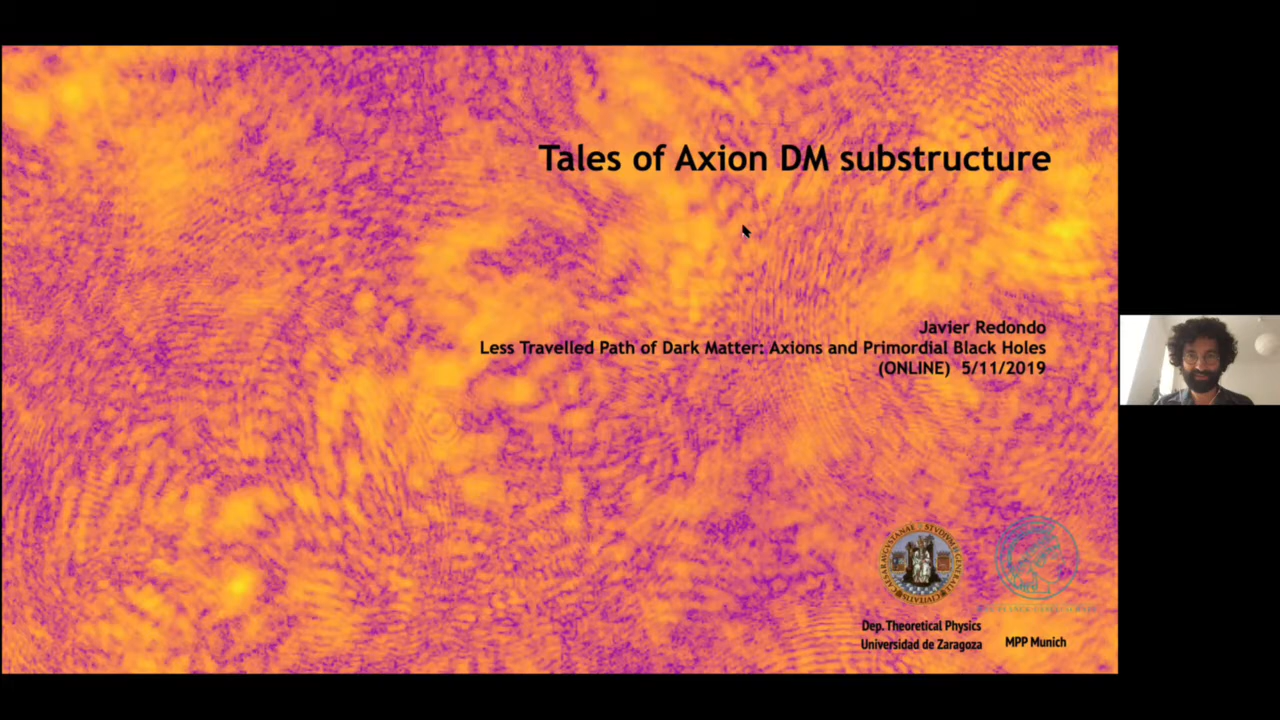 Tales of Axion DM substructure
Javier Redondo
Less Travelled Path of Dark Matter: Axions and Primordial Black Holes
(ONLINE) 5/11/2019
Dep. Theoretical Physics
Universidad de Zaragoza
MPP Munich